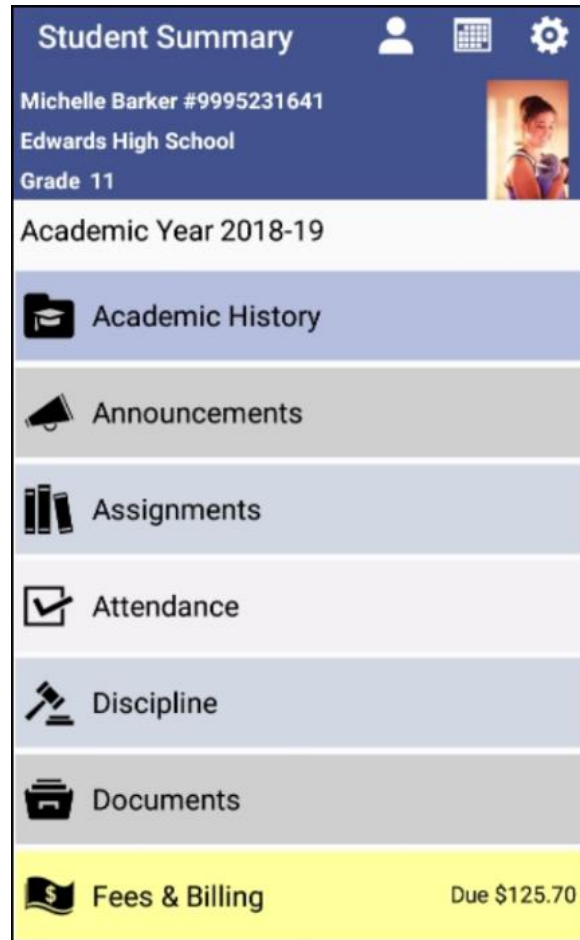 Student Summary
Michelle Barker #9995231641
Edwards High School
Grade 11
Academic Year 2018-19
Academic History
Announcements
Assignments
Attendance
Discipline
Documents
$ Fees & Billing Due $125.70